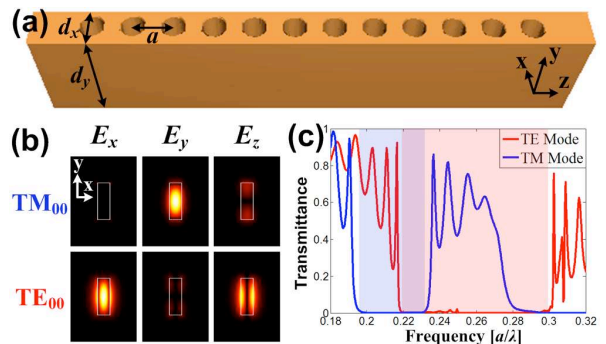 (a)
dx
a
dy
x
y
z
(b)
Ex Ey Ez
y
x
TM00
TE00
(c)
TE Mode
TM Mode
Transmittance
1
0.8
0.6
0.4
0.2
0
0.18 0.2 0.22 0.24 0.26 0.28 0.3 0.32
Frequency [a/λ]